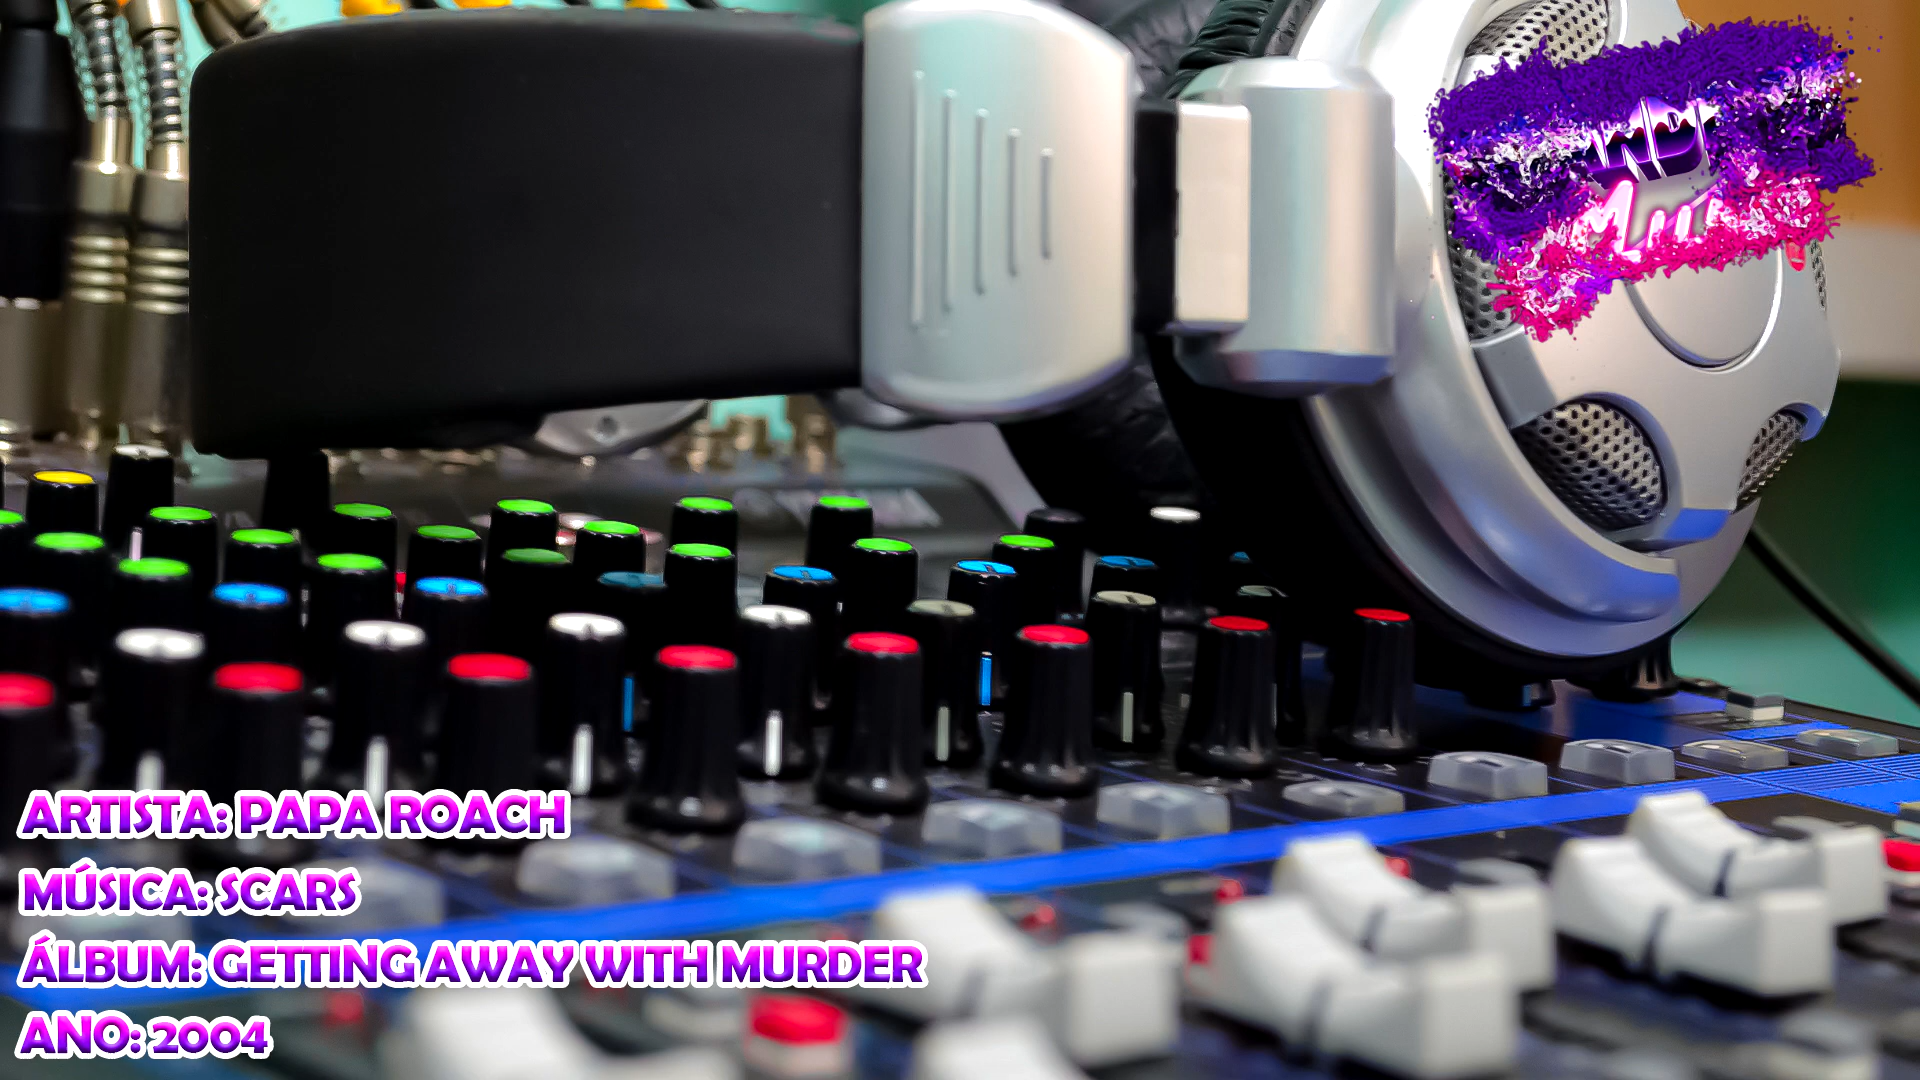 ARTISTA: PAPA ROACH
MÚSICA: SCARS
ÁLBUM: GETTING AWAY WITH MURDER
ANO: 2004